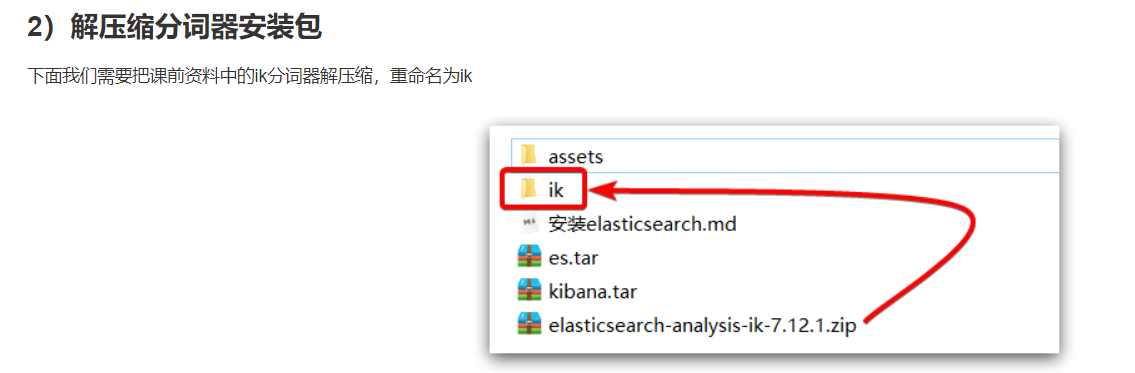 2）解压缩分词器安装包
下面我们需要把课前资料中的ik分词器解压缩，重命名为ik
assets
ik
安装elasticsearch.md
es.tar
kibana.tar
elasticsearch-analysis-ik-7.12.1.zip